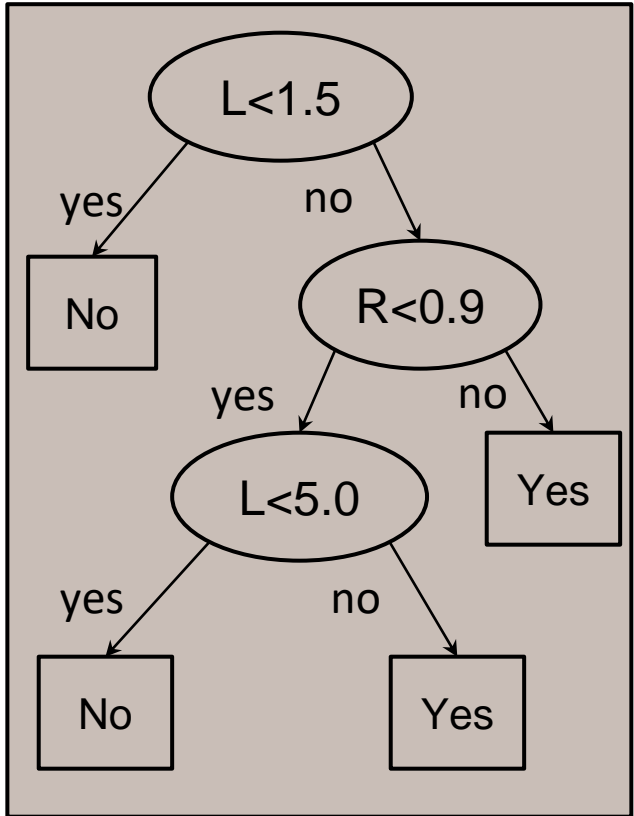 L<1.5
yes
no
No
R<0.9
yes
no
L<5.0
Yes
yes
no
No
Yes